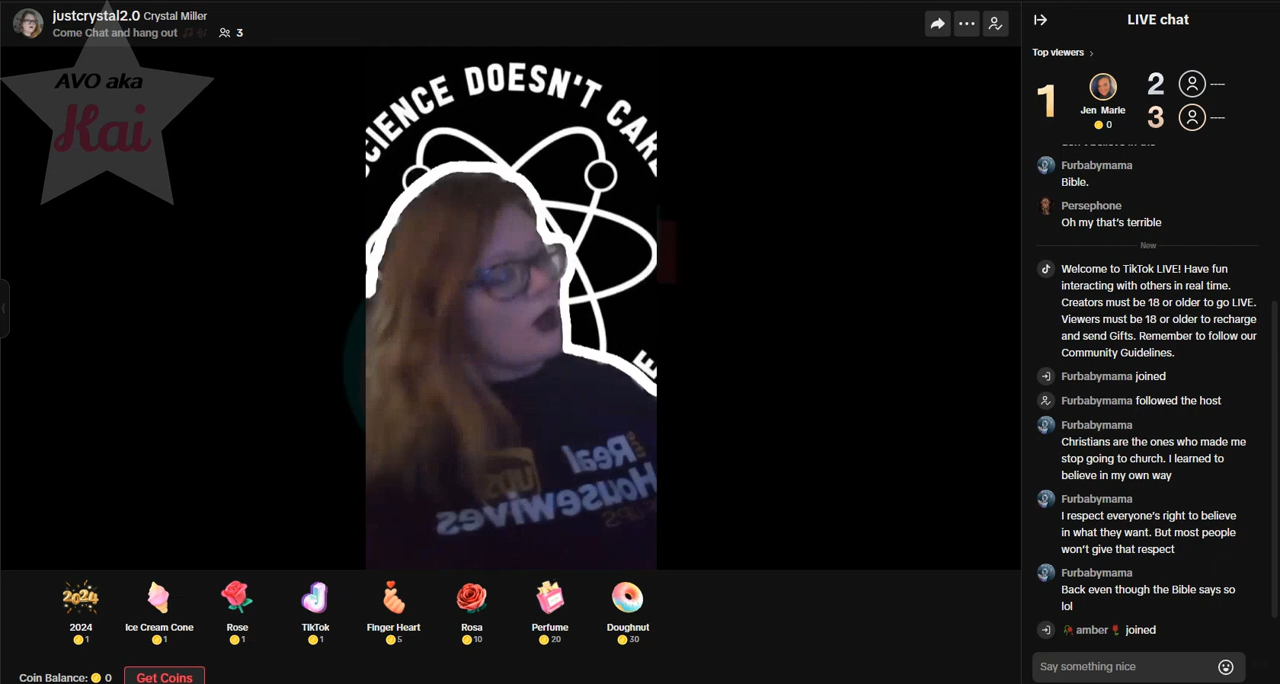 justcrystal2.0 Crystal Miller
Come Chat and hang out
3
AVO aka
Kai
SCIENCE DOESN'T CARE
Real
Housewives
UPS
LIVE chat
Top viewers
1
Jen Marie
0
2
----
3
----
Furbabymama
Bible.
Persephone
Oh my that's terrible
New
Welcome to TikTok LIVE! Have fun
interacting with others in real time.
Creators must be 18 or older to go LIVE.
Viewers must be 18 or older to recharge
and send Gifts. Remember to follow our
Community Guidelines.
Furbabymama joined
Furbabymama followed the host
Furbabymama
Christians are the ones who made me
stop going to church. I learned to
believe in my own way
Furbabymama
I respect everyone's right to believe
in what they want. But most people
won't give that respect
Furbabymama
Back even though the Bible says so
lol
amber joined
Say something nice
2024
2024 Ice Cream Cone Rose TikTok Finger Heart Rosa Perfume Doughnut
1 1 1 1 5 10 20 30
Coin Balance: 0 Get Coins